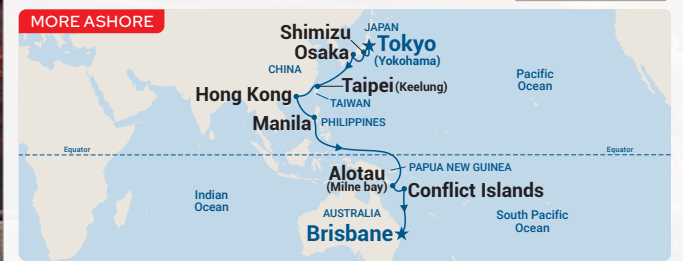 MORE ASHORE
JAPAN
Shimizu
Tokyo
Osaka
(Yokohama)
CHINA
Pacific
Ocean
Taipei (Keelung)
Hong Kong
TAIWAN
Manila
PHILIPPINES
Equator
Equator
PAPUA NEW GUINEA
Alotau
(Milne bay)
Conflict Islands
Indian
Ocean
AUSTRALIA
South Pacific
Ocean
Brisbane